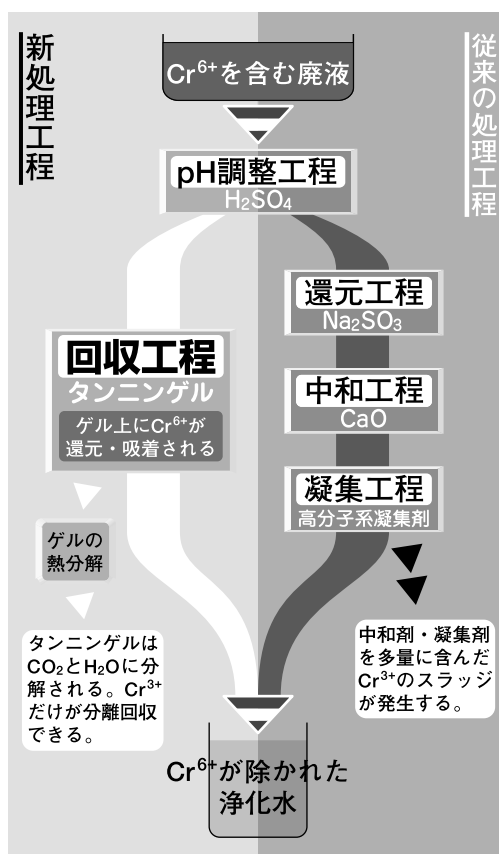 新処理工程
従来の処理工程
Cr⁶⁺を含む廃液
pH調整工程
H₂SO₄
回収工程
タンニンゲル
ゲル上にCr⁶⁺が
還元・吸着される
ゲルの
熱分解
タンニンゲルは
CO₂とH₂Oに分
解される。Cr³⁺
だけが分離回収
できる。
還元工程
Na₂SO₃
中和工程
CaO
凝集工程
高分子系凝集剤
中和剤・凝集剤
を多量に含んだ
Cr³⁺のスラッジ
が発生する。
Cr⁶⁺が除かれた
浄化水